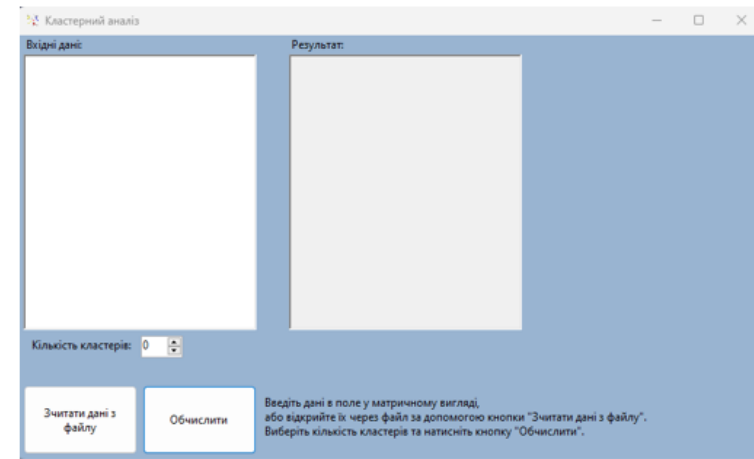 Кластерний аналіз
Вхідні дані:
Результат:
Кількість кластерів: 0
Зчитати дані з
файлу
Обчислити
Введіть дані в поле у матричному вигляді,
або відкрийте їх через файл за допомогою кнопки "Зчитати дані з файлу".
Виберіть кількість кластерів та натисніть кнопку "Обчислити".